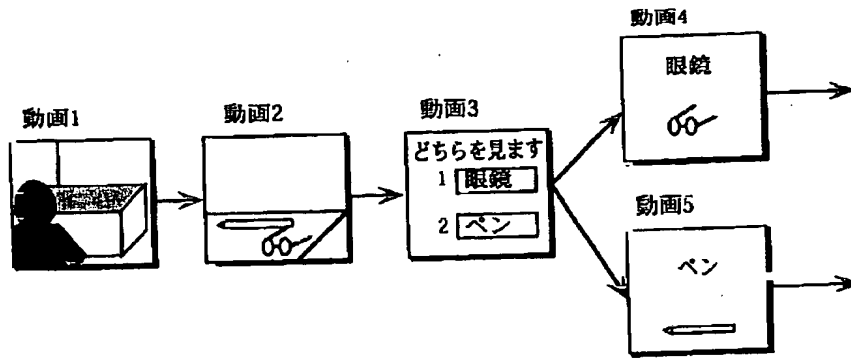 動画1
動画2
動画3
どちらを見ます
1 眼鏡
2 ペン
動画4
眼鏡
動画5
ペン